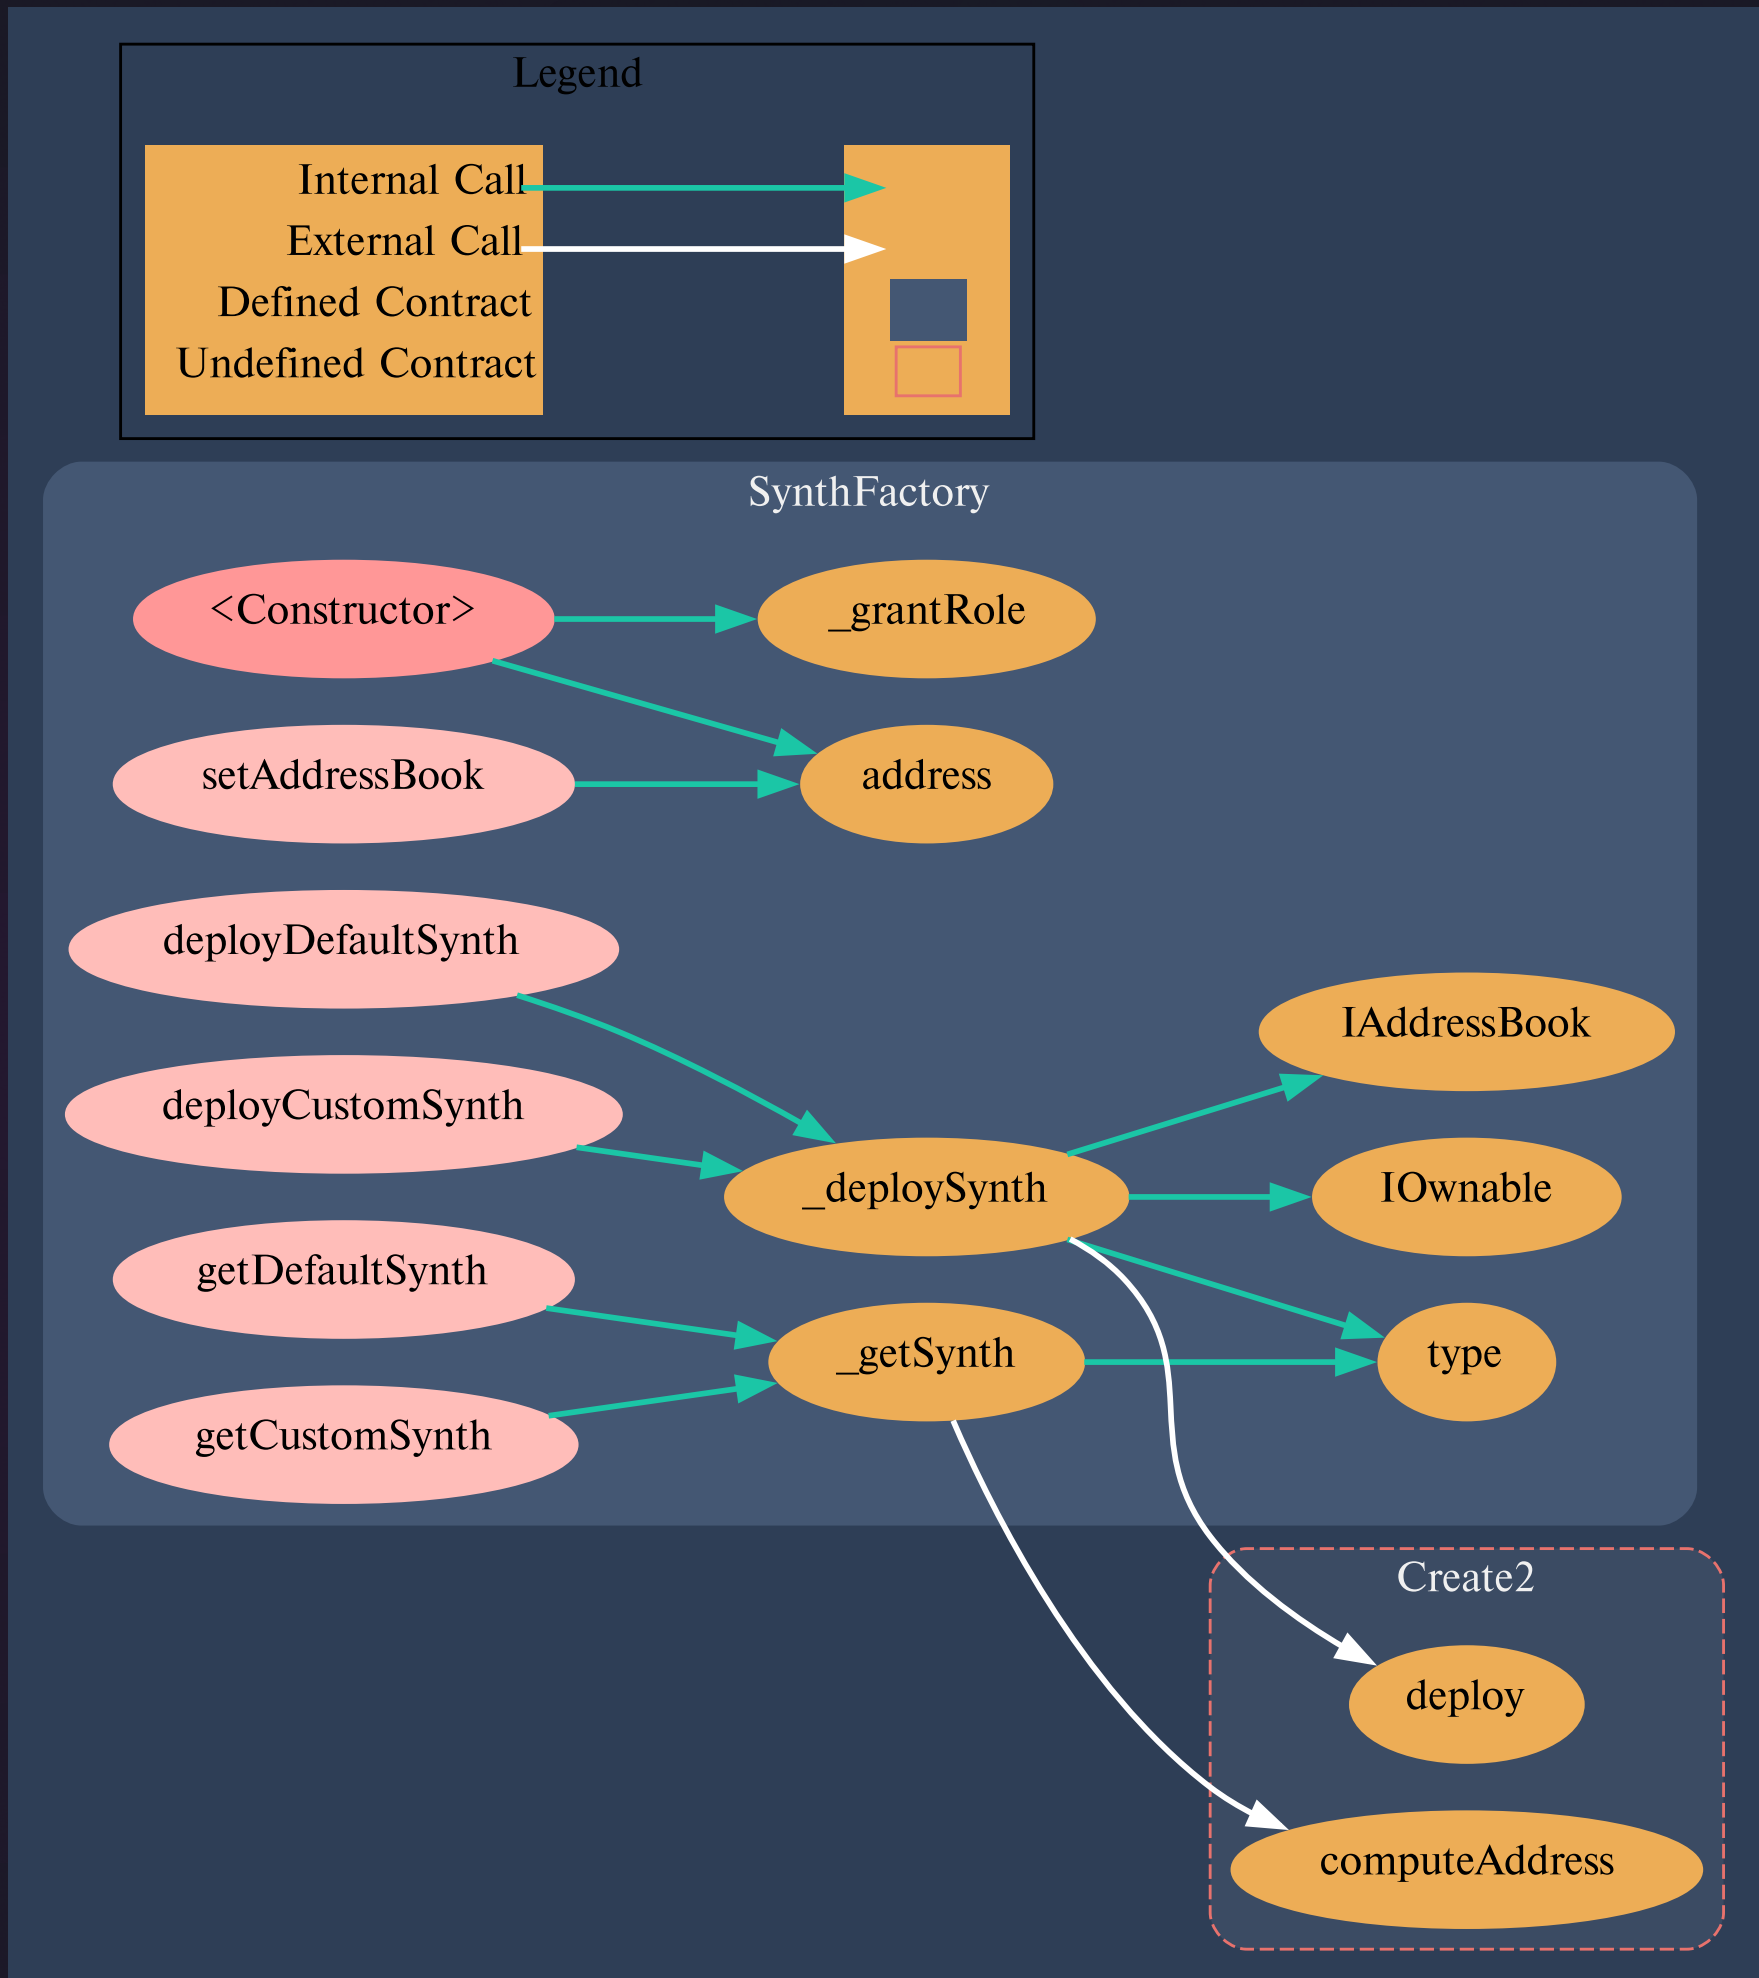 Legend
Internal Call
External Call
Defined Contract
Undefined Contract
SynthFactory
<Constructor>
_grantRole
setAddressBook
address
deployDefaultSynth
IAddressBook
deployCustomSynth
_deploySynth
IOwnable
getDefaultSynth
_getSynth
type
getCustomSynth
Create2
deploy
computeAddress